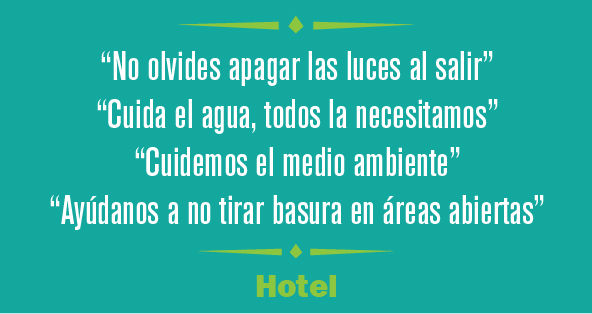 “No olvides apagar las luces al salir”
“Cuida el agua, todos la necesitamos”
“Cuidemos el medio ambiente”
“Ayúdanos a no tirar basura en áreas abiertas”
Hotel